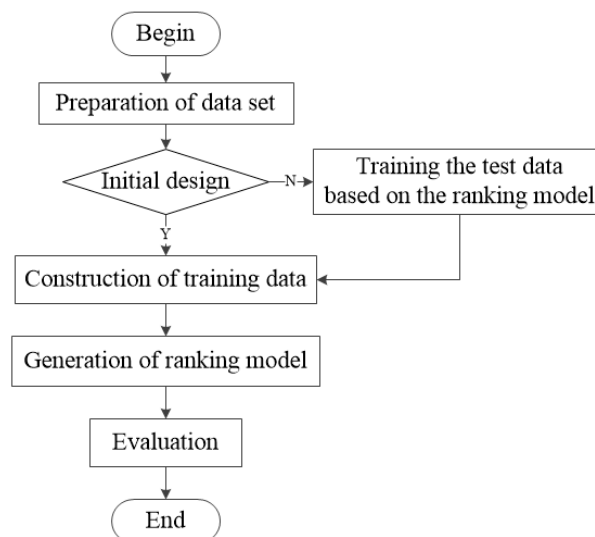 Begin
Preparation of data set
Initial design
N
Training the test data
based on the ranking model
Y
Construction of training data
Generation of ranking model
Evaluation
End